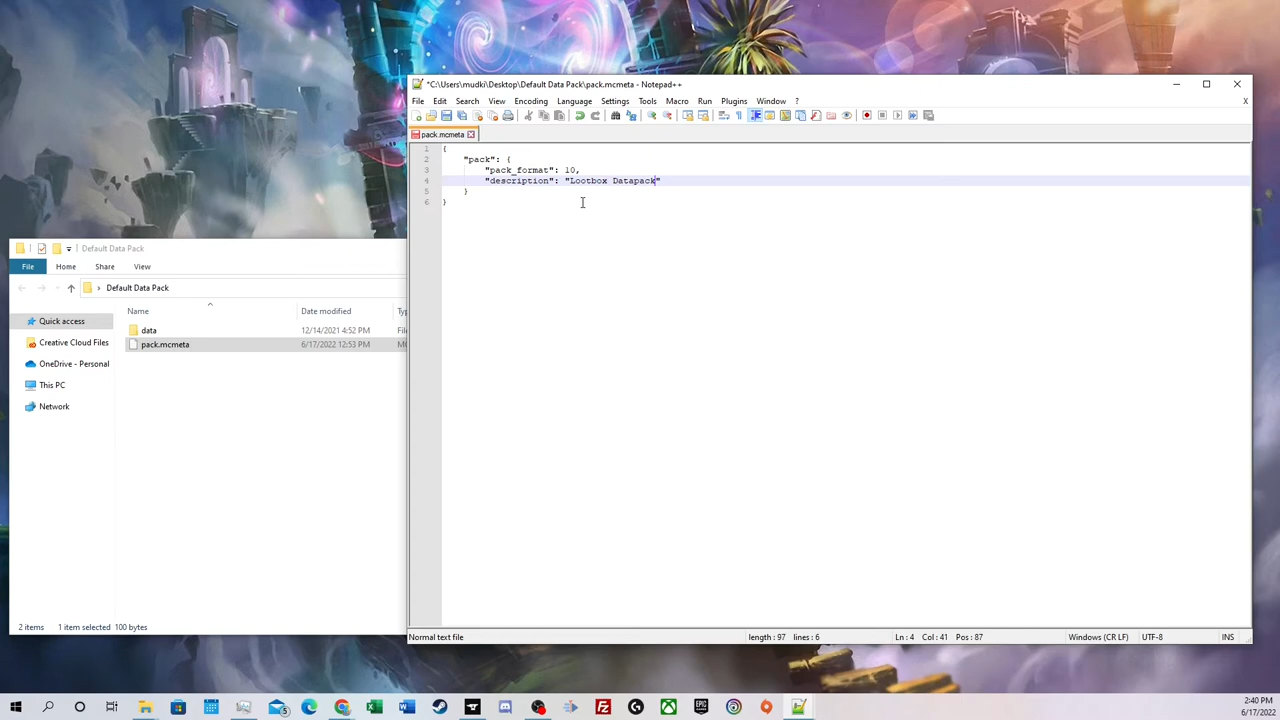 *C:\Users\mudki\Desktop\Default Data Pack\pack.mcmeta - Notepad++
File Edit Search View Encoding Language Settings Tools Macro Run Plugins Window ? X
pack.mcmeta
1 {
2 "pack": {
3 "pack_format": 10,
4 "description": "Lootbox Datapack"
5 }
6 }
Default Data Pack
File Home Share View
Default Data Pack
Name Date modified
Quick access
Creative Cloud Files
OneDrive - Personal
This PC
Network
data 12/14/2021 4:52 PM
pack.mcmeta 6/17/2022 12:53 PM
2 items 1 item selected 100 bytes
Normal text file length : 97 lines : 6 Ln : 4 Col : 41 Pos : 87 Windows (CR LF) UTF-8 INS
2:40 PM
6/17/2022